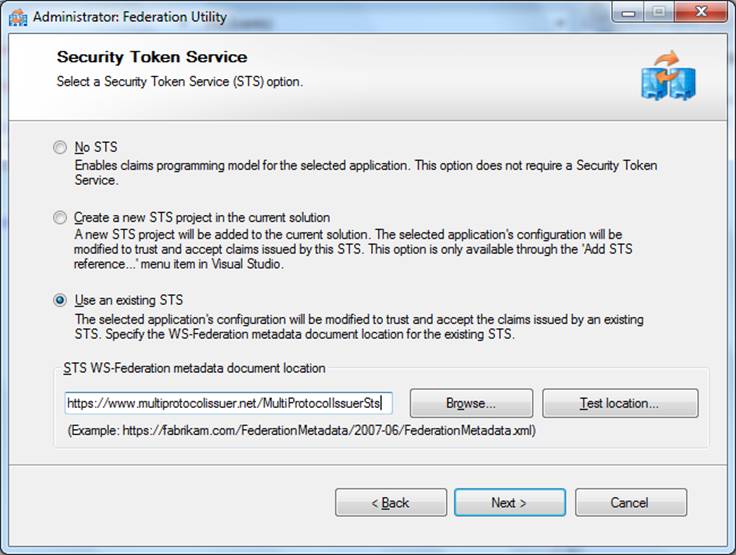 Administrator: Federation Utility
Security Token Service
Select a Security Token Service (STS) option.
No STS
Enables claims programming model for the selected application. This option does not require a Security Token
Service.
Create a new STS project in the current solution
A new STS project will be added to the current solution. The selected application's configuration will be
modified to trust and accept claims issued by this STS. This option is only available through the 'Add STS
reference...' menu item in Visual Studio.
Use an existing STS
The selected application's configuration will be modified to trust and accept the claims issued by an existing
STS. Specify the WS-Federation metadata document location for the existing STS.
STS WS-Federation metadata document location
https://www.multiprotocolissuer.net/MultiProtocolIssuerSts
Browse...
Test location...
(Example: https://fabrikam.com/FederationMetadata/2007-06/FederationMetadata.xml)
< Back
Next >
Cancel